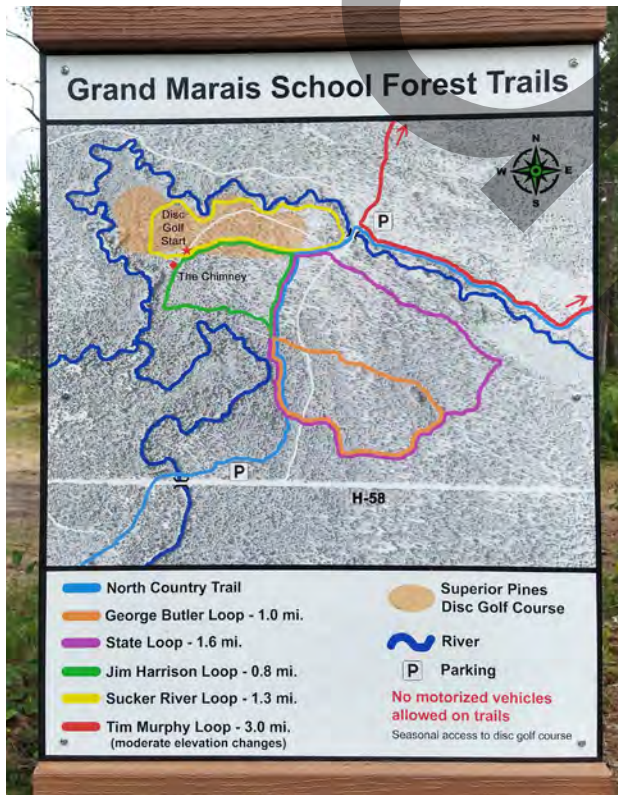 Grand Marais School Forest Trails
N
W E
S
P
Disc
Golf
Start
The Chimney
P
H-58
North Country Trail
George Butler Loop - 1.0 mi.
State Loop - 1.6 mi.
Jim Harrison Loop - 0.8 mi.
Sucker River Loop - 1.3 mi.
Tim Murphy Loop - 3.0 mi.
(moderate elevation changes)
Superior Pines
Disc Golf Course
River
P Parking
No motorized vehicles
allowed on trails
Seasonal access to disc golf course